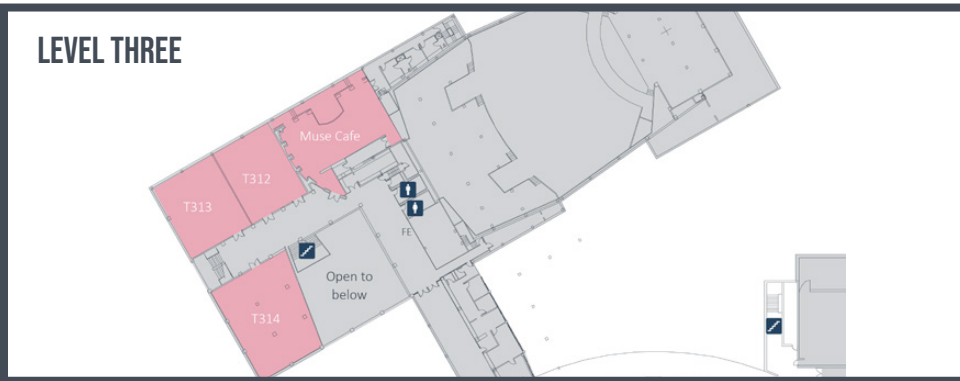 LEVEL THREE
Muse Cafe
T312
T313
FE
Open to
below
T314